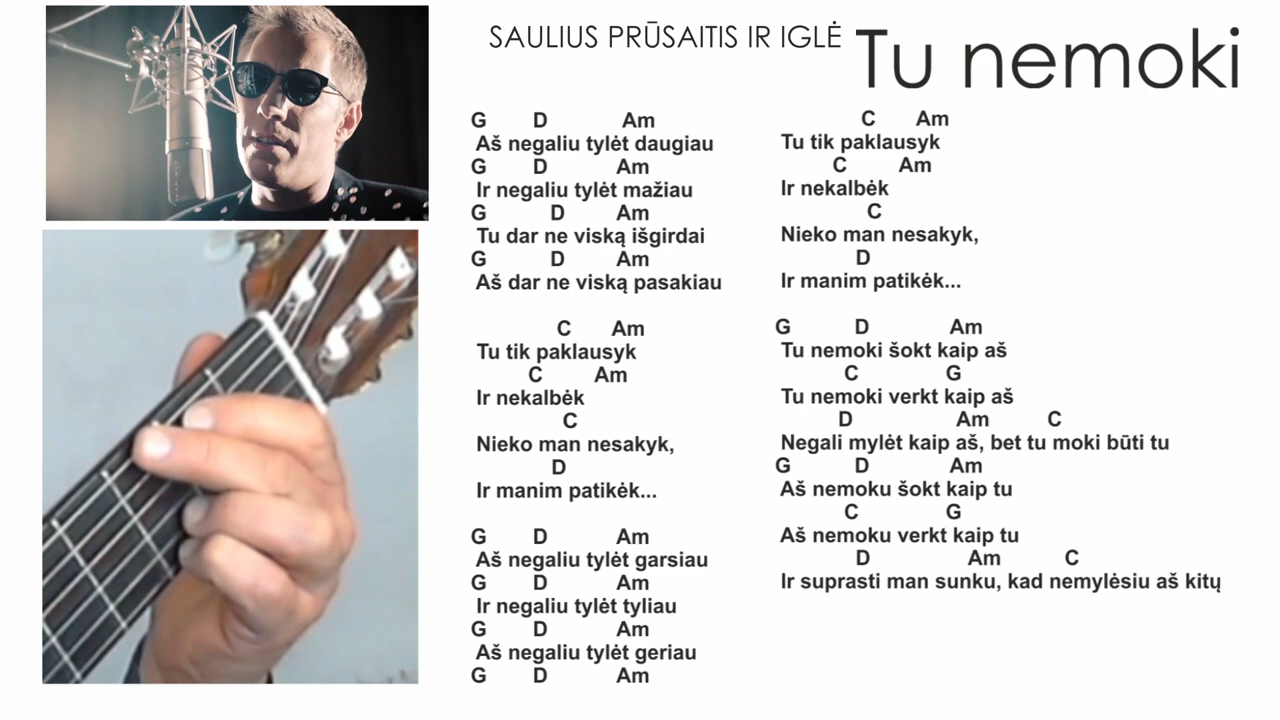 SAULIUS PRŪSAITIS IR IGLĖ
Tu nemoki
G D Am
Aš negaliu tylėt daugiau
G D Am
Ir negaliu tylėt mažiau
G D Am
Tu dar ne viską išgirdai
G D Am
Aš dar ne viską pasakiau
C Am
Tu tik paklausyk
C Am
Ir nekalbėk
C
Nieko man nesakyk,
D
Ir manim patikėk...
G D Am
Aš negaliu tylėt garsiau
G D Am
Ir negaliu tylėt tyliau
G D Am
Aš negaliu tylėt geriau
G D Am
C Am
Tu tik paklausyk
C Am
Ir nekalbėk
C
Nieko man nesakyk,
D
Ir manim patikėk...
G D Am
Tu nemoki šokt kaip aš
C G
Tu nemoki verkt kaip aš
D Am C
Negali mylėt kaip aš, bet tu moki būti tu
G D Am
Aš nemoku šokt kaip tu
C G
Aš nemoku verkt kaip tu
D Am C
Ir suprasti man sunku, kad nemylėsiu aš kitų